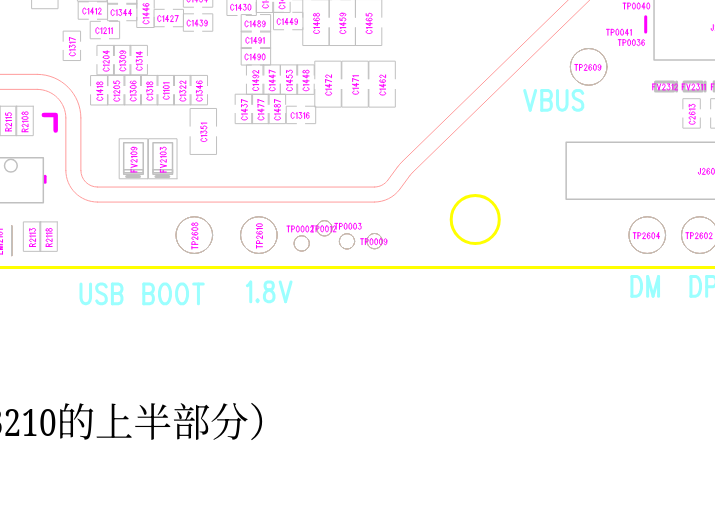 C1412
C1344
C1446
C1427
C1439
C1430
C1489
C1449
C1468
C1459
C1465
TP0040
TP0041
TP0036
C1211
C1317
C1491
C1490
C1204
C1309
C1314
TP2609
C1418
C1205
C1306
C1318
C1101
C1322
C1346
C1492
C1447
C1453
C1448
C1472
C1471
C1462
FV2312
FV2311
VBUS
C1437
C1477
C1487
C1316
C2613
R2115
R2108
C1351
FV2109
FV2103
J260
R2113
R2118
TP2608
TP2610
TP0002
TP0012
TP0003
TP0009
TP2604
TP2602
USB BOOT
1.8V
DM
DP
3210的上半部分）